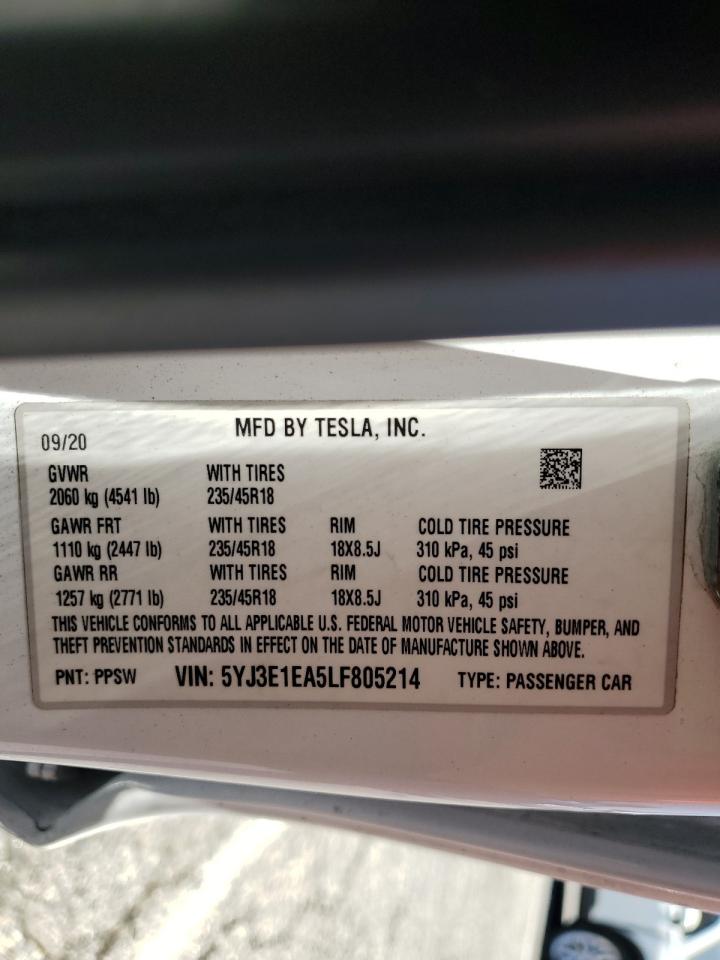 MFD BY TESLA, INC.
09/20
GVWR WITH TIRES
2060 kg (4541 lb) 235/45R18
GAWR FRT WITH TIRES RIM COLD TIRE PRESSURE
1110 kg (2447 lb) 235/45R18 18X8.5J 310 kPa, 45 psi
GAWR RR WITH TIRES RIM COLD TIRE PRESSURE
1257 kg (2771 lb) 235/45R18 18X8.5J 310 kPa, 45 psi
THIS VEHICLE CONFORMS TO ALL APPLICABLE U.S. FEDERAL MOTOR VEHICLE SAFETY, BUMPER, AND
THEFT PREVENTION STANDARDS IN EFFECT ON THE DATE OF MANUFACTURE SHOWN ABOVE.
PNT: PPSW VIN: 5YJ3E1EA5LF805214 TYPE: PASSENGER CAR